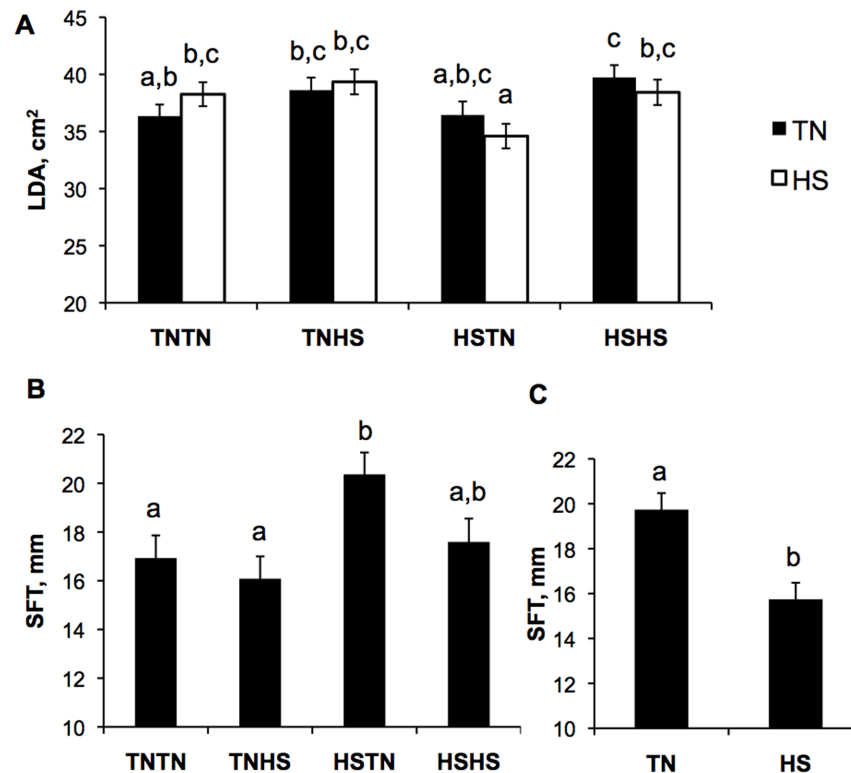 A
LDA, cm²
45
40
35
30
25
20
a,b
b,c
b,c
b,c
a,b,c
a
c
b,c
TNTN
TNHS
HSTN
HSHS
TN
HS
B
SFT, mm
22
20
18
16
14
12
10
a
a
b
a,b
TNTN
TNHS
HSTN
HSHS
C
SFT, mm
22
20
18
16
14
12
10
a
b
TN
HS